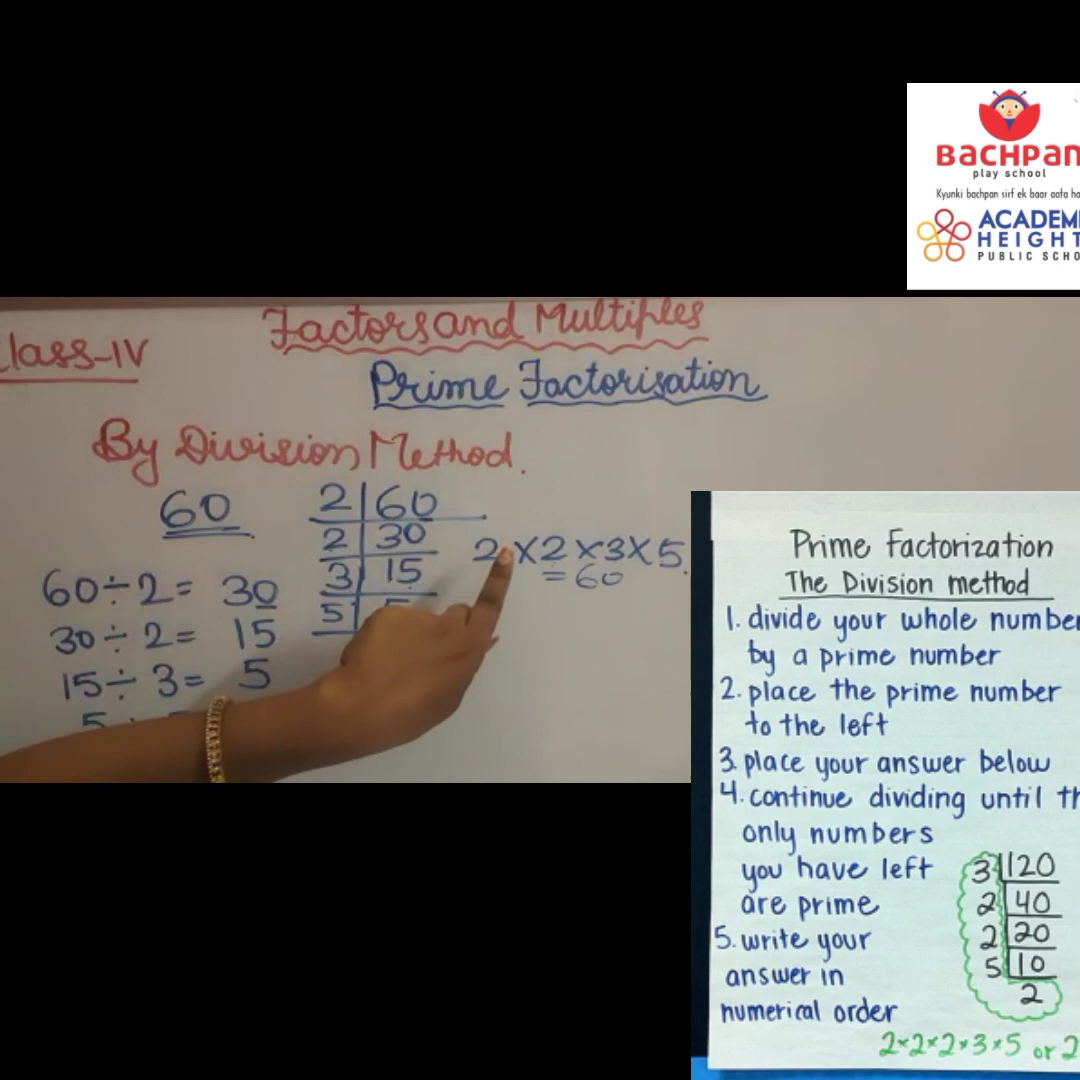 BACHPAN
play school
Kyunki bachpan sirf ek baar aata ha
ACADEMI
HEIGHT
PUBLIC SCHO
Factors and Multiples
Class-IV
Prime Factorisation
By Division Method.
60
2 | 60
2 | 30
3 | 15
5 |
2 × 2 × 3 × 5.
= 60
60 ÷ 2 = 30
30 ÷ 2 = 15
15 ÷ 3 = 5
5 ÷
Prime Factorization
The Division method
1. divide your whole number
by a prime number
2. place the prime number
to the left
3. place your answer below
4. continue dividing until th
only numbers
you have left
are prime
5. write your
answer in
numerical order
3 | 120
2 | 40
2 | 20
5 | 10
2
2×2×2×3×5 or 2